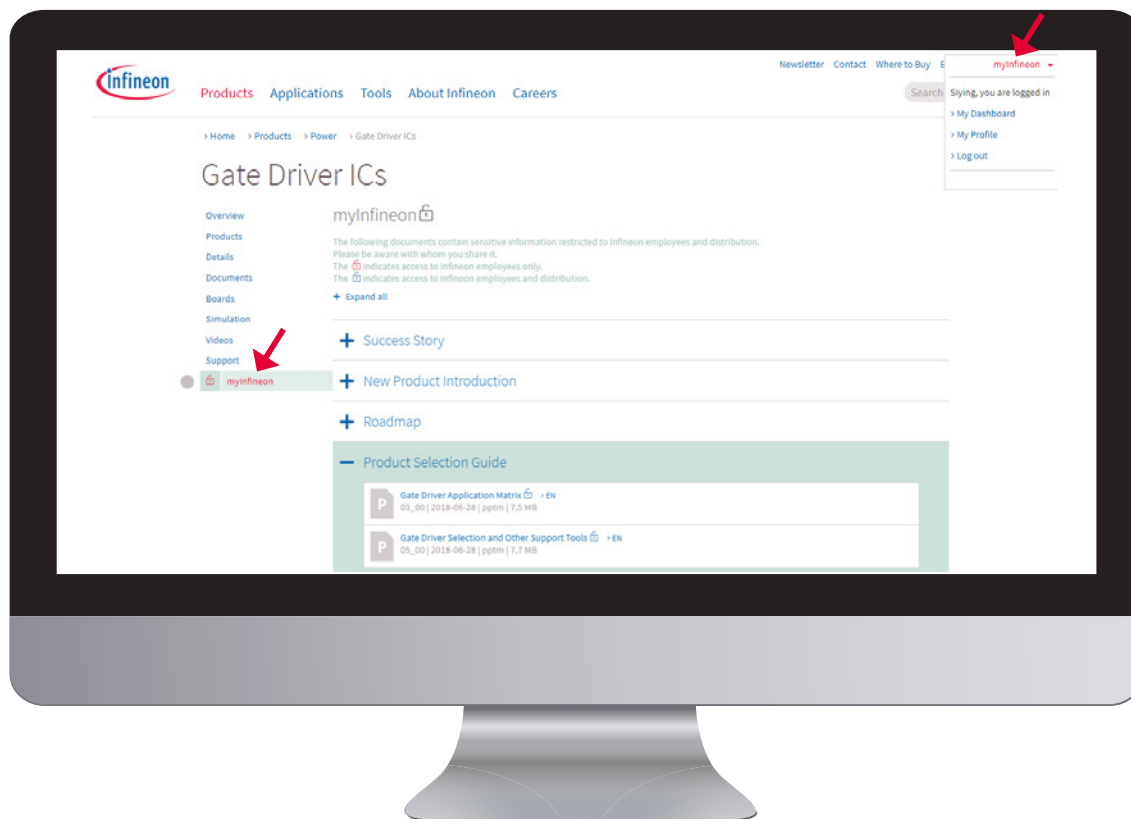 infineon
Newsletter Contact Where to Buy E
myInfineon
Products Applications Tools About Infineon Careers
Search
Siying, you are logged in
> My Dashboard
> My Profile
> Log out
> Home > Products > Power > Gate Driver ICs
Gate Driver ICs
Overview
Products
Details
Documents
Boards
Simulation
Videos
Support
myInfineon
myInfineon
The following documents contain sensitive information restricted to Infineon employees and distribution.
Please be aware with whom you share it.
The indicates access to Infineon employees only.
The indicates access to Infineon employees and distribution.
+ Expand all
+ Success Story
+ New Product Introduction
+ Roadmap
− Product Selection Guide
P
Gate Driver Application Matrix > EN
03_00 | 2018-06-28 | pptm | 7.5 MB
P
Gate Driver Selection and Other Support Tools > EN
05_00 | 2018-06-28 | pptm | 7.7 MB